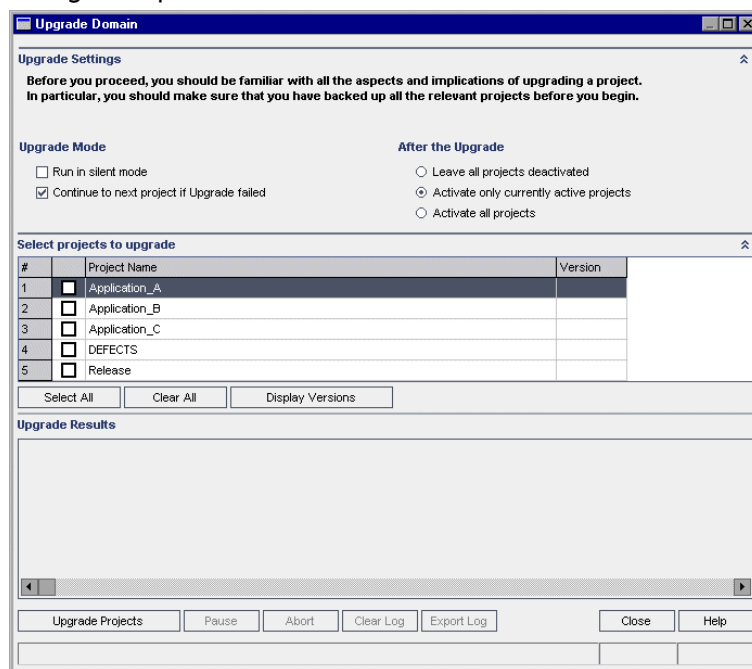 Upgrade Domain
Upgrade Settings
Before you proceed, you should be familiar with all the aspects and implications of upgrading a project.
In particular, you should make sure that you have backed up all the relevant projects before you begin.
Upgrade Mode
After the Upgrade
Run in silent mode
Leave all projects deactivated
Continue to next project if Upgrade failed
Activate only currently active projects
Activate all projects
Select projects to upgrade
# Project Name Version
1 Application_A
2 Application_B
3 Application_C
4 DEFECTS
5 Release
Select All Clear All Display Versions
Upgrade Results
Upgrade Projects Pause Abort Clear Log Export Log Close Help